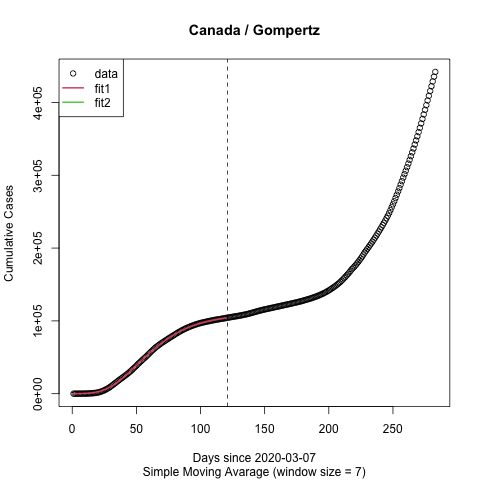 Canada / Gompertz
data
fit1
fit2
Cumulative Cases
4e+05
3e+05
2e+05
1e+05
0e+00
0 50 100 150 200 250
Days since 2020-03-07
Simple Moving Avarage (window size = 7)